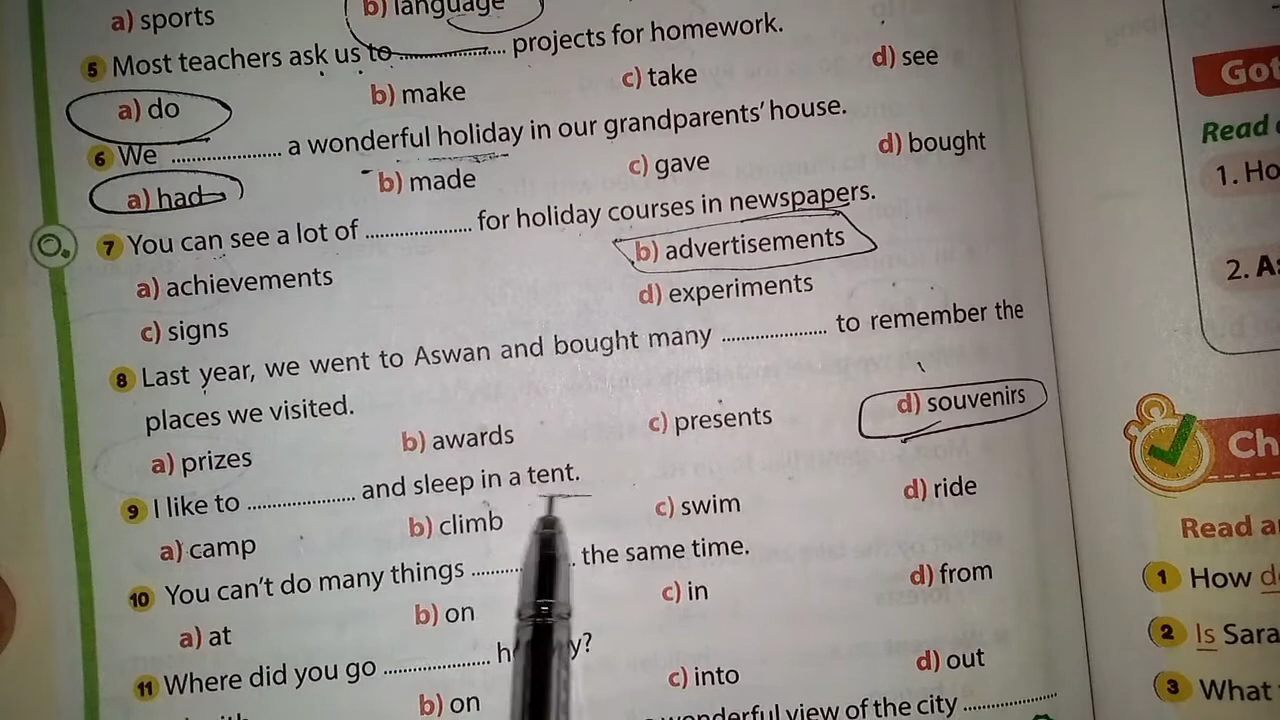 a) sports
b) language
5 Most teachers ask us to .................... projects for homework.
a) do
b) make
c) take
d) see
6 We .................... a wonderful holiday in our grandparents' house.
a) had
b) made
c) gave
d) bought
7 You can see a lot of .................... for holiday courses in newspapers.
a) achievements
b) advertisements
c) signs
d) experiments
8 Last year, we went to Aswan and bought many .................... to remember the
places we visited.
a) prizes
b) awards
c) presents
d) souvenirs
9 I like to .................... and sleep in a tent.
a) camp
b) climb
c) swim
d) ride
10 You can't do many things .................... the same time.
a) at
b) on
c) in
d) from
11 Where did you go .................... y?
b) on
c) into
d) out
wonderful view of the city ....................
Got
Read
1. Ho
2. A
Ch
Read a
1 How d
2 Is Sara
3 What